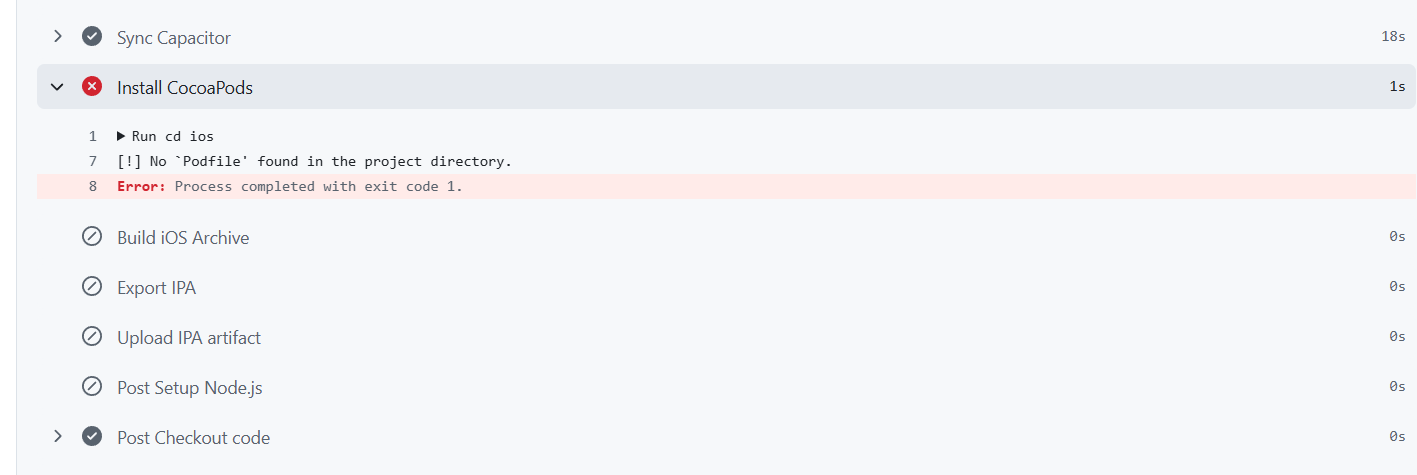 Sync Capacitor 18s
Install CocoaPods 1s
1 Run cd ios
7 [!] No `Podfile' found in the project directory.
8 Error: Process completed with exit code 1.
Build iOS Archive 0s
Export IPA 0s
Upload IPA artifact 0s
Post Setup Node.js 0s
Post Checkout code 0s